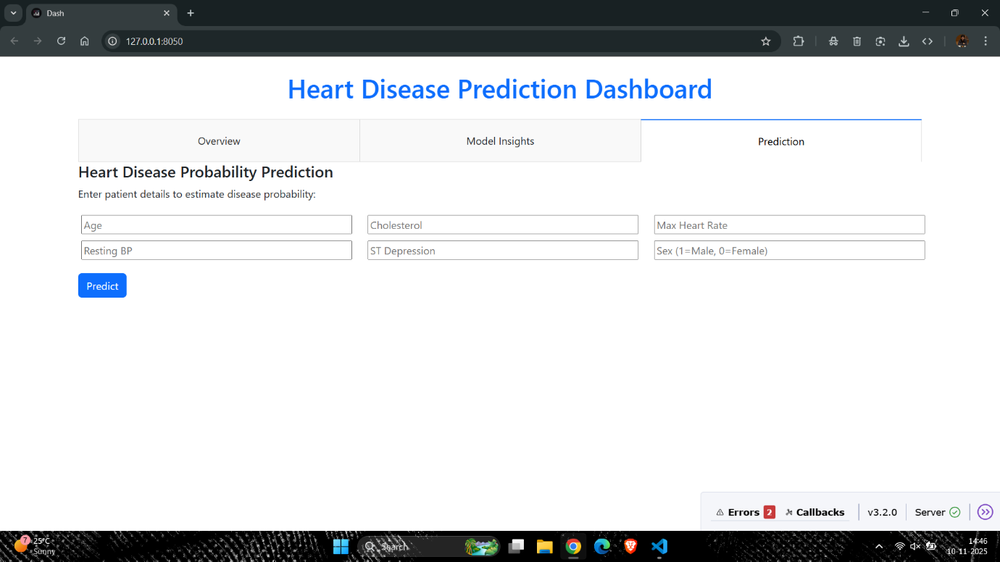 Dash
127.0.0.1:8050
Heart Disease Prediction Dashboard
Overview
Model Insights
Prediction
Heart Disease Probability Prediction
Enter patient details to estimate disease probability:
Age
Cholesterol
Max Heart Rate
Resting BP
ST Depression
Sex (1=Male, 0=Female)
Predict
Errors 2 Callbacks v3.2.0 Server
7
25°C
Sunny
Search
14:46
10-11-2025